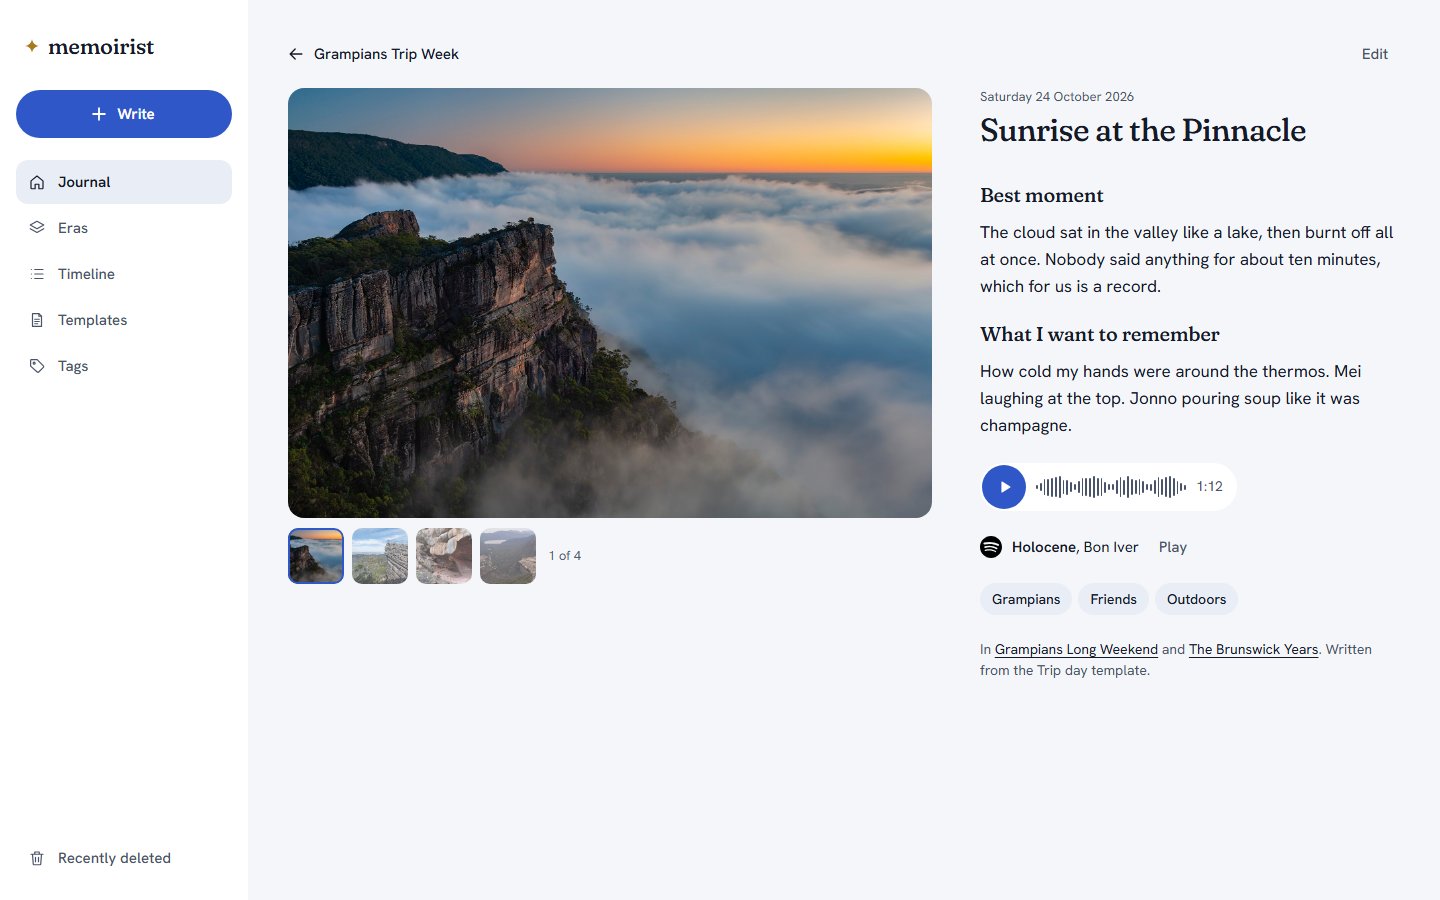 memoirist
Write
Journal
Eras
Timeline
Templates
Tags
Recently deleted
Grampians Trip Week
Edit
1 of 4
Saturday 24 October 2026
Sunrise at the Pinnacle
Best moment
The cloud sat in the valley like a lake, then burnt off all
at once. Nobody said anything for about ten minutes,
which for us is a record.
What I want to remember
How cold my hands were around the thermos. Mei
laughing at the top. Jonno pouring soup like it was
champagne.
1:12
Holocene, Bon Iver Play
Grampians Friends Outdoors
In Grampians Long Weekend and The Brunswick Years. Written
from the Trip day template.